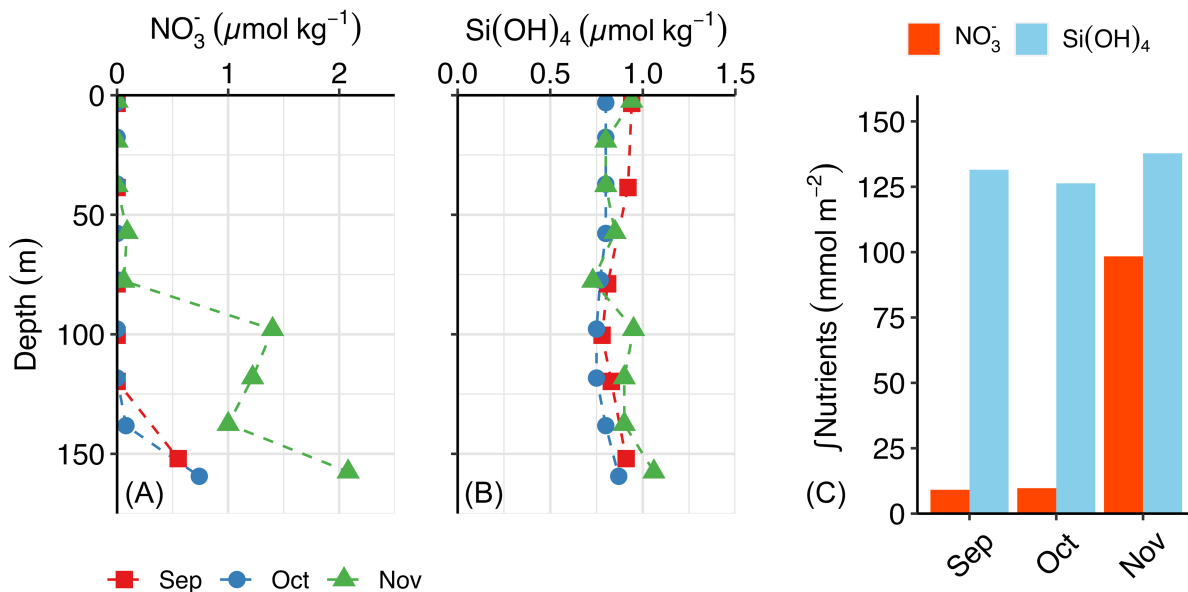 NO₃⁻ (µmol kg⁻¹)
0 1 2
Depth (m)
0
50
100
150
(A)
Si(OH)₄ (µmol kg⁻¹)
0.0 0.5 1.0 1.5
(B)
Sep Oct Nov
NO₃⁻ Si(OH)₄
∫Nutrients (mmol m⁻²)
150
125
100
75
50
25
0
(C)
Sep Oct Nov